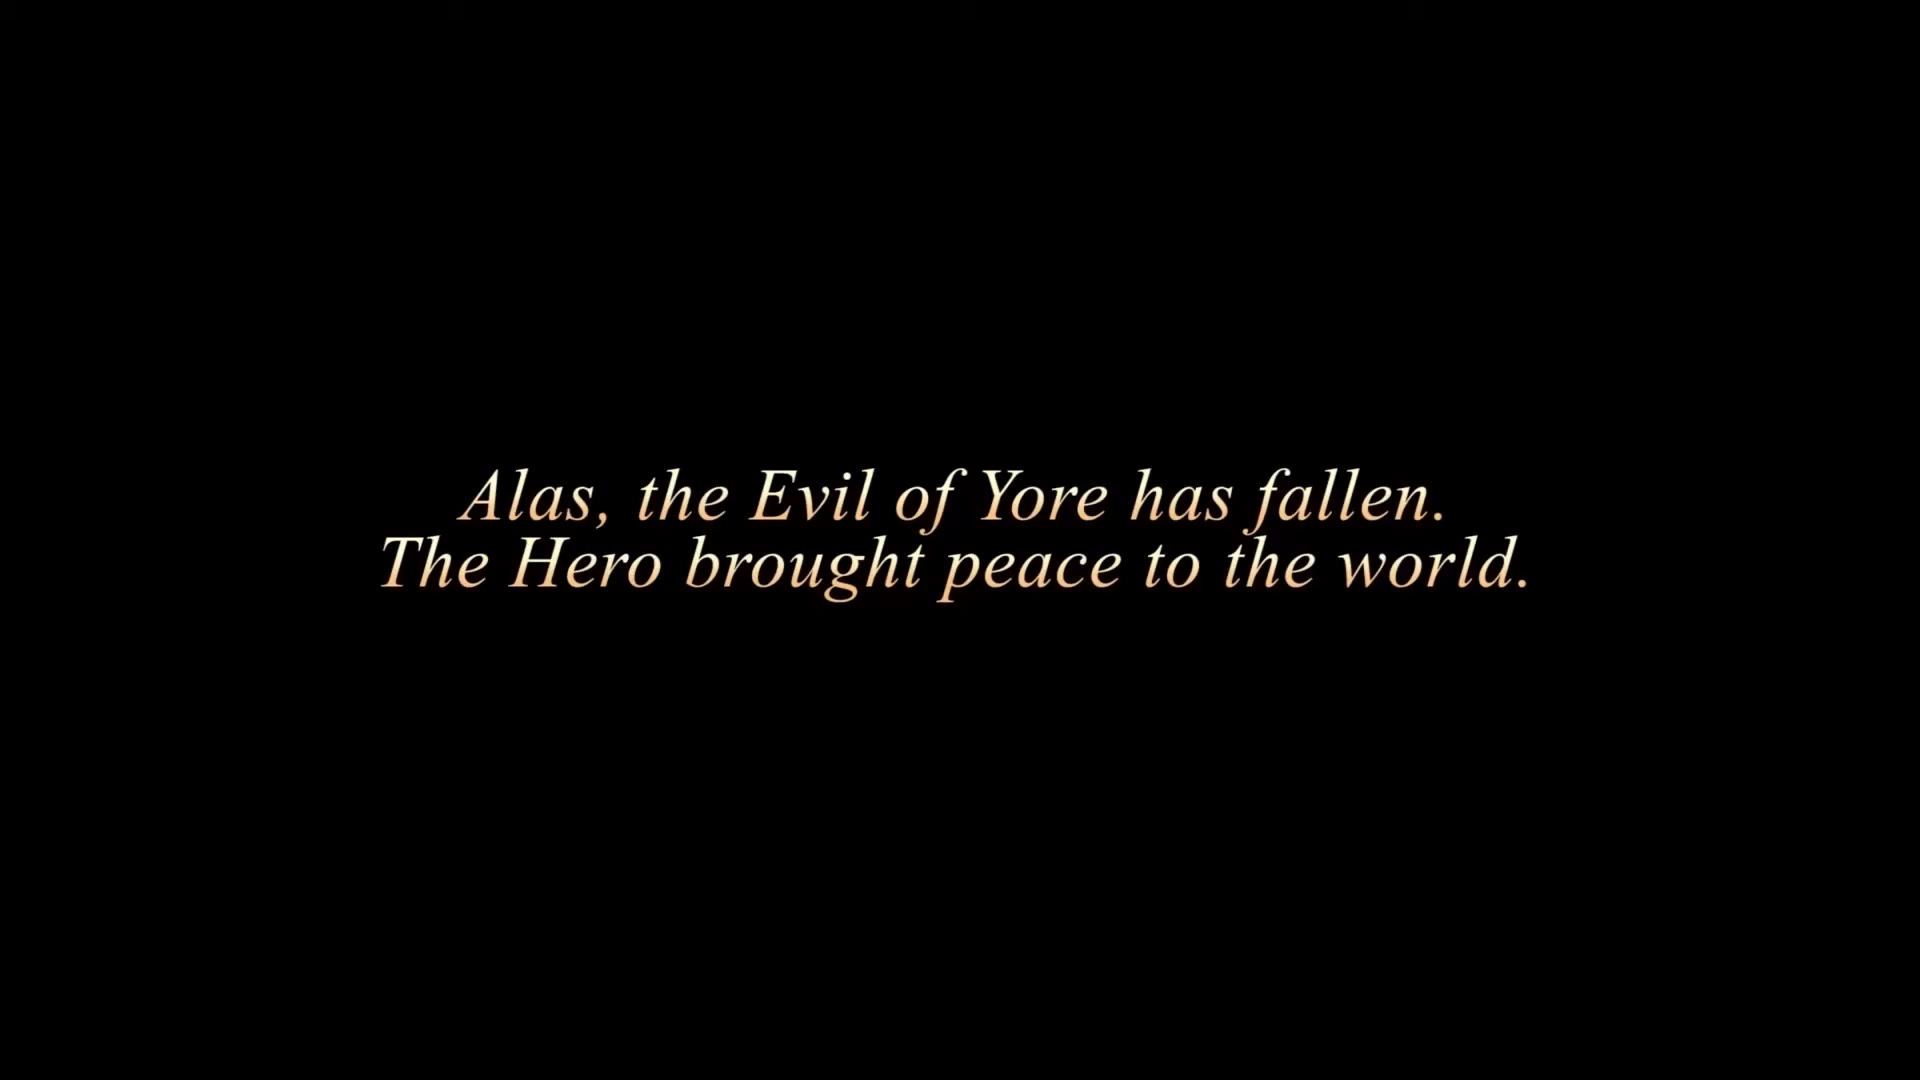 Alas, the Evil of Yore has fallen.
The Hero brought peace to the world.